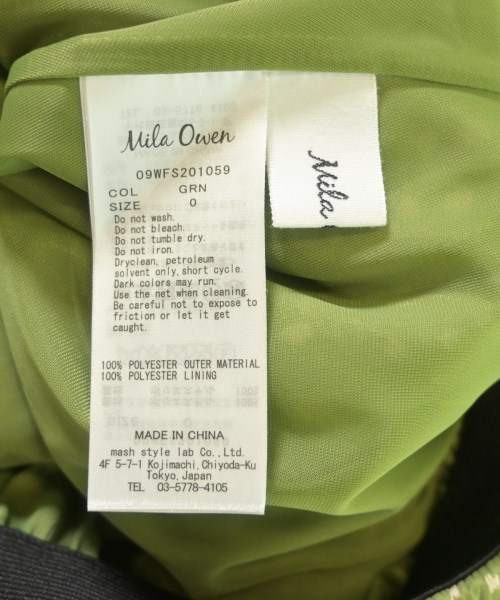 Mila Owen
09WFS201059
COL GRN
SIZE 0
Do not wash.
Do not bleach.
Do not tumble dry.
Do not iron.
Dryclean, petroleum
solvent only, short cycle.
Dark colors may run.
Use the net when cleaning.
Be careful not to expose to
friction or let it get
caught.
100% POLYESTER OUTER MATERIAL
100% POLYESTER LINING
MADE IN CHINA
mash style lab Co., Ltd.
4F 5-7-1 Kojimachi, Chiyoda-Ku
Tokyo, Japan
TEL 03-5778-4105
Mila